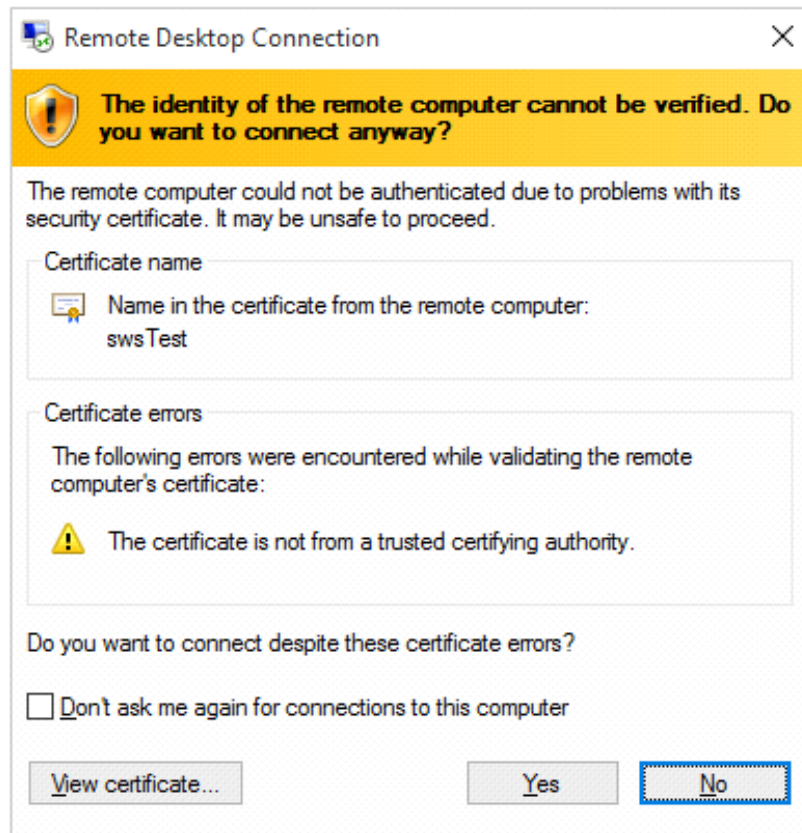 Remote Desktop Connection
The identity of the remote computer cannot be verified. Do
you want to connect anyway?
The remote computer could not be authenticated due to problems with its
security certificate. It may be unsafe to proceed.
Certificate name
Name in the certificate from the remote computer:
swsTest
Certificate errors
The following errors were encountered while validating the remote
computer's certificate:
The certificate is not from a trusted certifying authority.
Do you want to connect despite these certificate errors?
Don't ask me again for connections to this computer
View certificate... Yes No